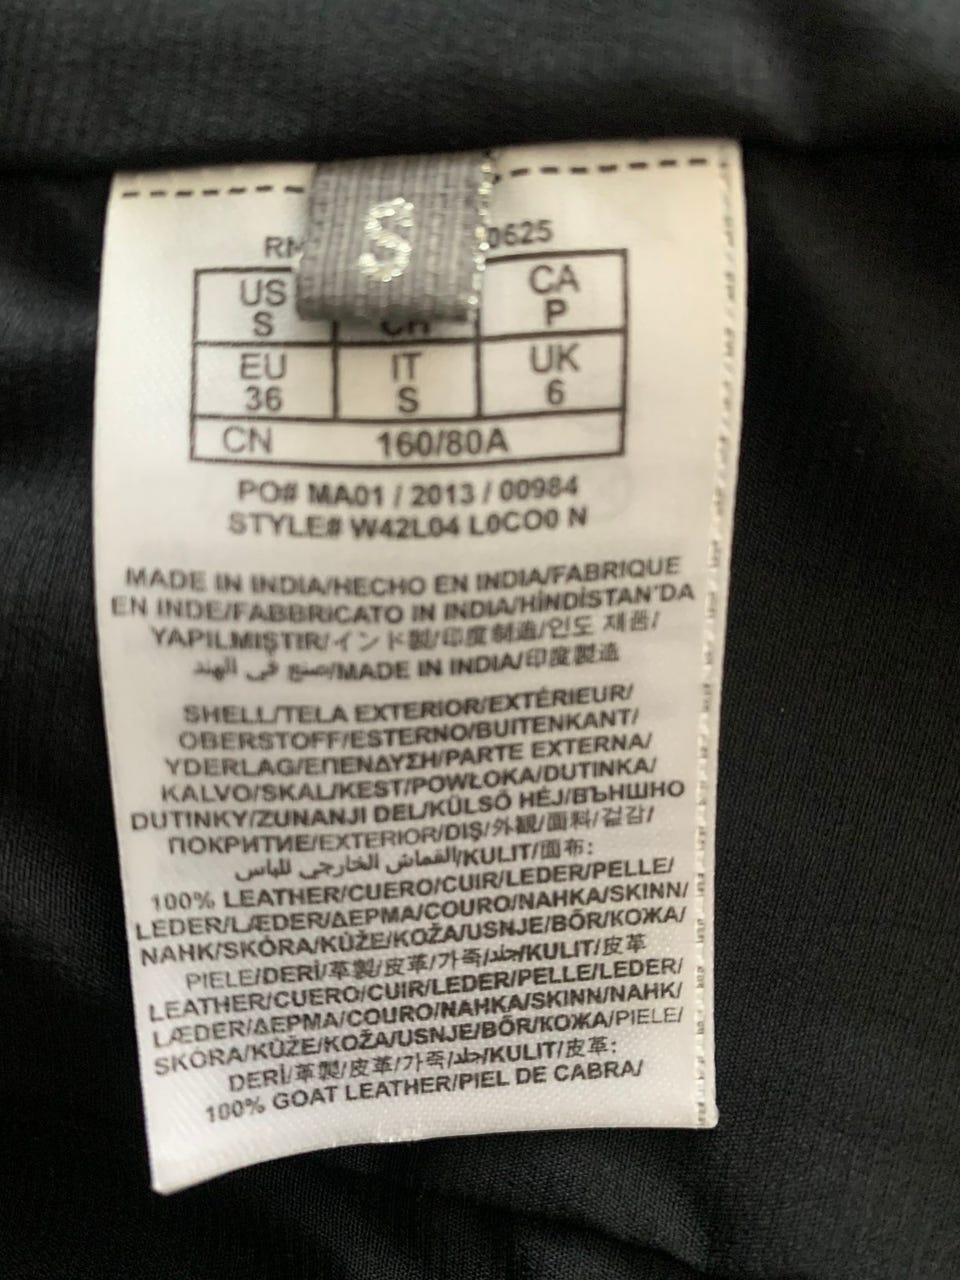 S
0625
US
S
CA
P
EU
36
IT
S
UK
6
CN 160/80A
PO# MA01 / 2013 / 00984
STYLE# W42L04 L0CO0 N
MADE IN INDIA/HECHO EN INDIA/FABRIQUE
EN INDE/FABBRICATO IN INDIA/HİNDİSTAN'DA
YAPILMIŞTIR/インド製/印度制造/인도 제품/
صنع في الهند/MADE IN INDIA/印度製造
SHELL/TELA EXTERIOR/EXTÉRIEUR/
OBERSTOFF/ESTERNO/BUITENKANT/
YDERLAG/ΕΠΕΝΔΥΣΗ/PARTE EXTERNA/
KALVO/SKAL/KEST/POWŁOKA/DUTINKA/
DUTINKY/ZUNANJI DEL/KÜLSŐ HÉJ/ВЪНШНО
ПОКРИТИЕ/EXTERIOR/DIŞ/外観/面料/겉감/
القماش الخارجي للباس/KULIT/面布:
100% LEATHER/CUERO/CUIR/LEDER/PELLE/
LEDER/LÆDER/ΔΕΡΜΑ/COURO/NAHKA/SKINN/
NAHK/SKÓRA/KŮŽE/KOŽA/USNJE/BŐR/КОЖА/
PIELE/DERİ/革製/皮革/가죽/جلد/KULIT/皮革
LEATHER/CUERO/CUIR/LEDER/PELLE/LEDER/
LÆDER/ΔΕΡΜΑ/COURO/NAHKA/SKINN/NAHK/
SKÓRA/KŮŽE/KOŽA/USNJE/BŐR/КОЖА/PIELE/
DERİ/革製/皮革/가죽/جلد/KULIT/皮革:
100% GOAT LEATHER/PIEL DE CABRA/